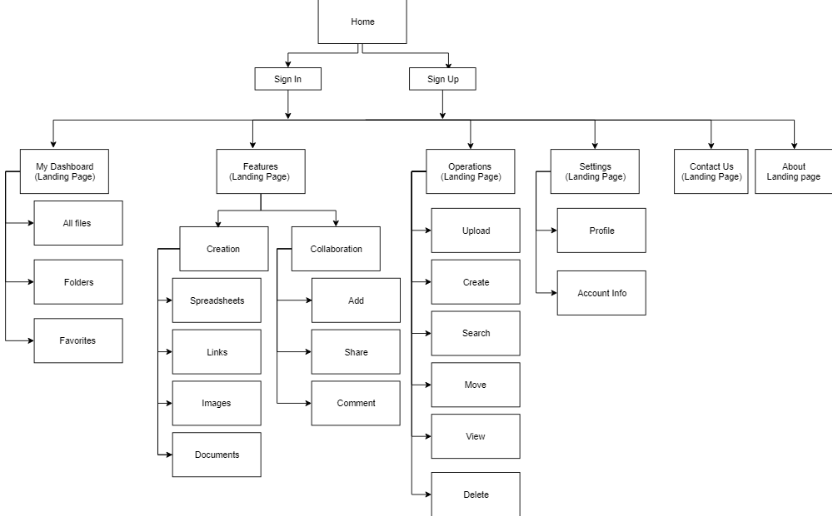 Home
Sign In
Sign Up
My Dashboard
(Landing Page)
Features
(Landing Page)
Operations
(Landing Page)
Settings
(Landing Page)
Contact Us
(Landing Page)
About
Landing page
All files
Folders
Favorites
Creation
Collaboration
Spreadsheets
Links
Images
Documents
Add
Share
Comment
Upload
Create
Search
Move
View
Delete
Profile
Account Info